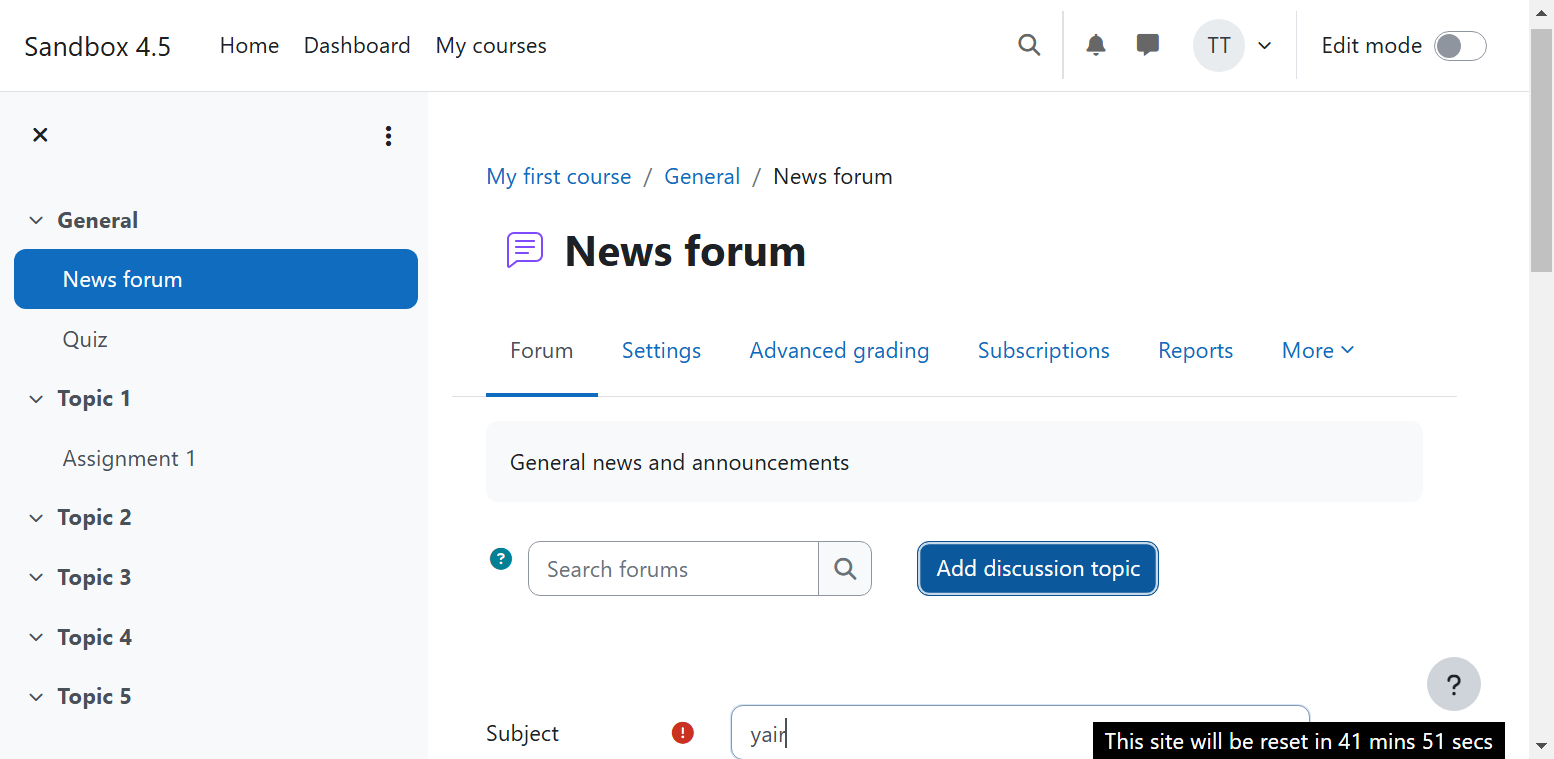 Sandbox 4.5 Home Dashboard My courses TT Edit mode
General
News forum
Quiz
Topic 1
Assignment 1
Topic 2
Topic 3
Topic 4
Topic 5
My first course / General / News forum
News forum
Forum Settings Advanced grading Subscriptions Reports More
General news and announcements
? Search forums Add discussion topic
?
Subject ! yair
This site will be reset in 41 mins 51 secs